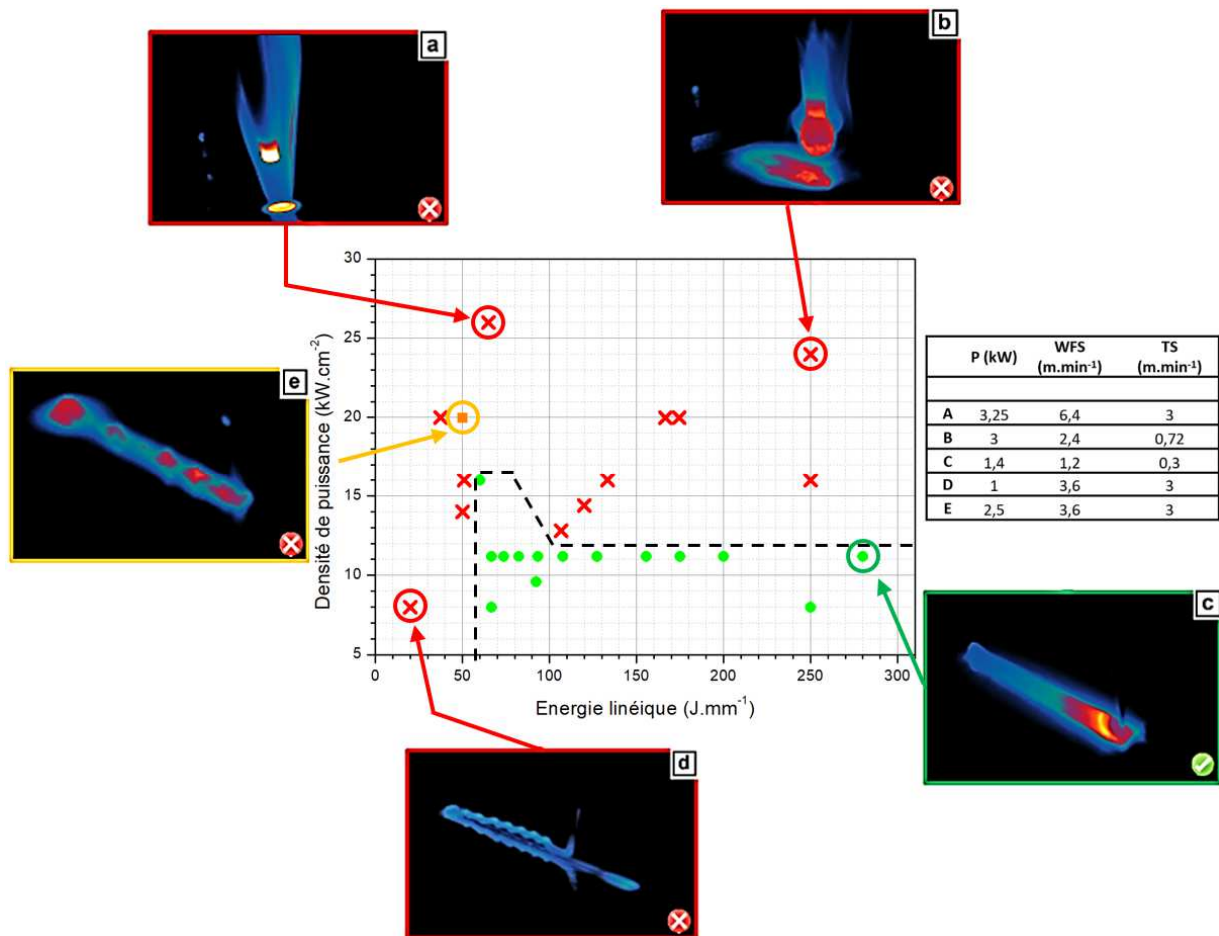 a
b
30
25
20
15
10
5
0
50
100
150
200
250
300
Densité de puissance (kW.cm⁻²)
Energie linéique (J.mm⁻¹)
e
P (kW) WFS (m.min⁻¹) TS (m.min⁻¹)
A 3,25 6,4 3
B 3 2,4 0,72
C 1,4 1,2 0,3
D 1 3,6 3
E 2,5 3,6 3
c
d